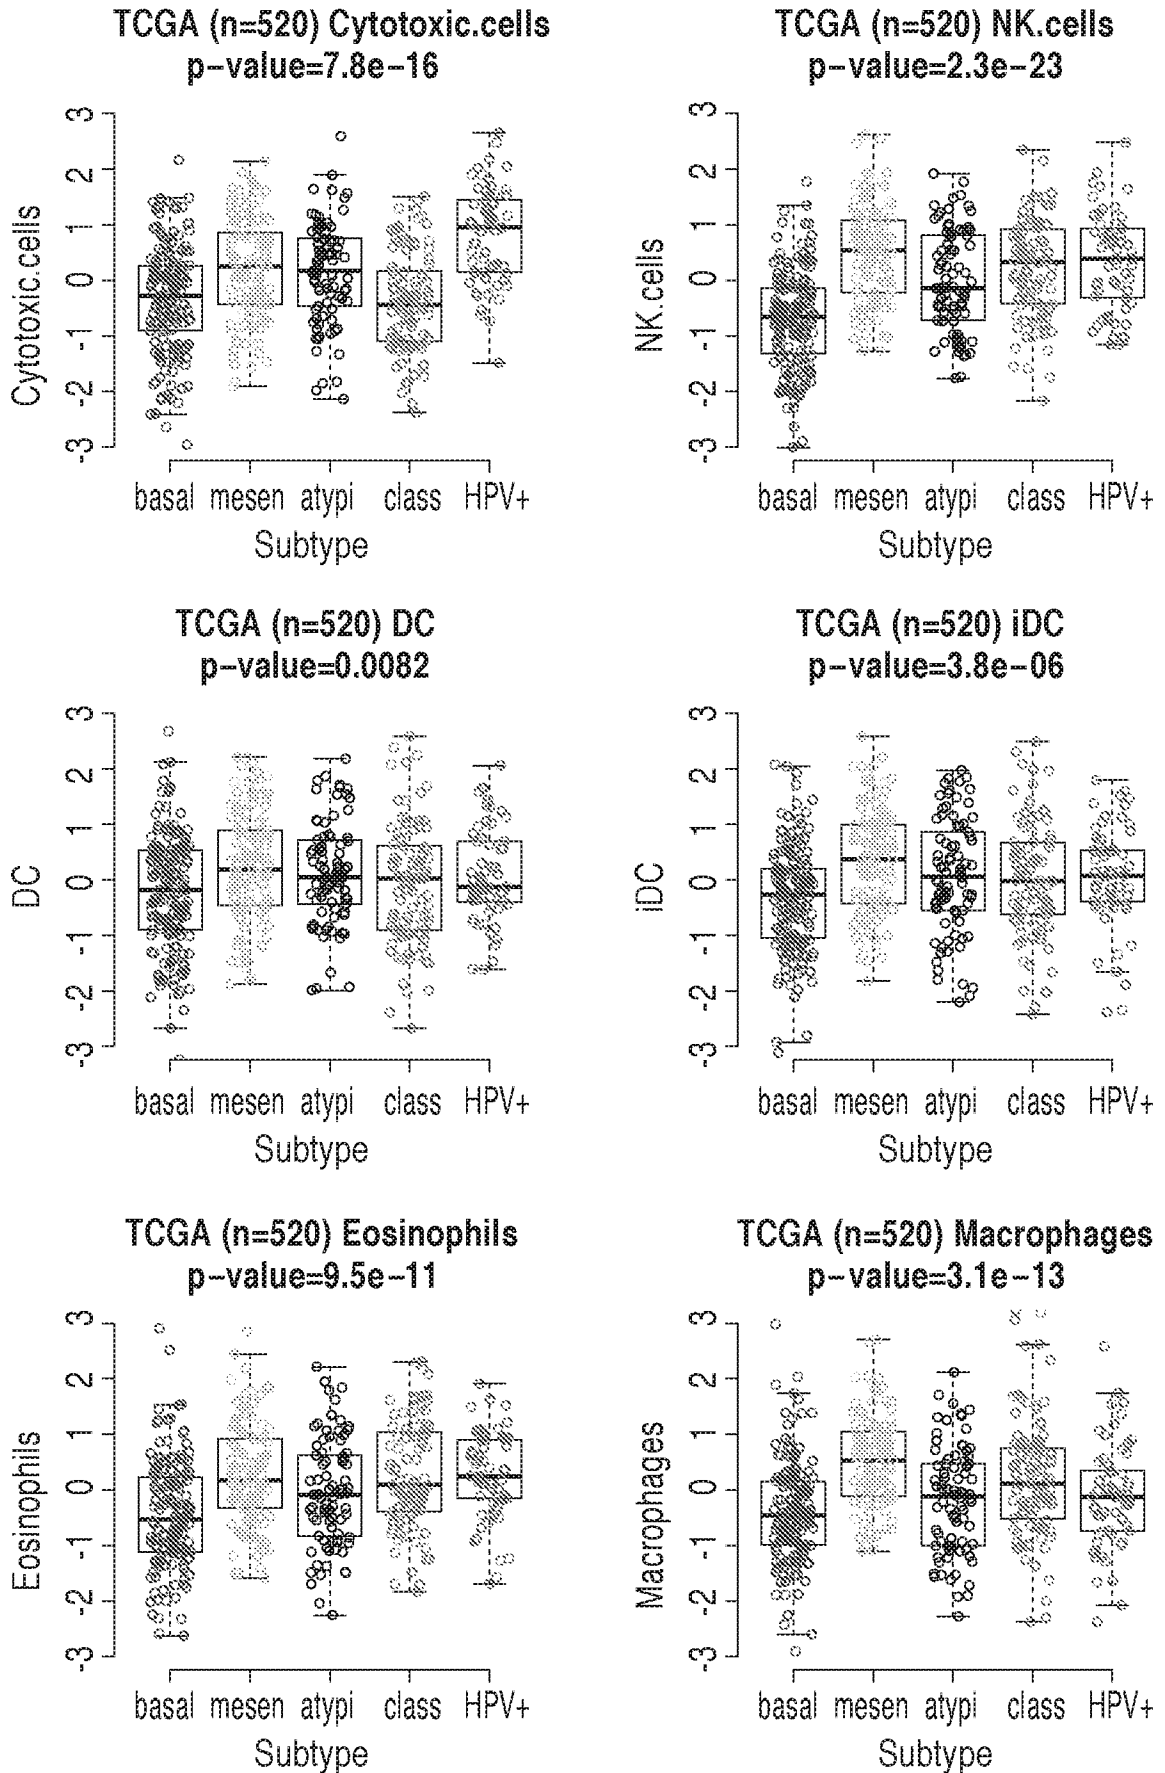 TCGA (n=520) Cytotoxic.cells
p-value=7.8e-16
Cytotoxic.cells
3
2
1
0
-1
-2
-3
basal mesen atypi class HPV+
Subtype
TCGA (n=520) NK.cells
p-value=2.3e-23
NK.cells
3
2
1
0
-1
-2
-3
basal mesen atypi class HPV+
Subtype
TCGA (n=520) DC
p-value=0.0082
DC
3
2
1
0
-1
-2
-3
basal mesen atypi class HPV+
Subtype
TCGA (n=520) iDC
p-value=3.8e-06
iDC
3
2
1
0
-1
-2
-3
basal mesen atypi class HPV+
Subtype
TCGA (n=520) Eosinophils
p-value=9.5e-11
Eosinophils
3
2
1
0
-1
-2
-3
basal mesen atypi class HPV+
Subtype
TCGA (n=520) Macrophages
p-value=3.1e-13
Macrophages
3
2
1
0
-1
-2
-3
basal mesen atypi class HPV+
Subtype